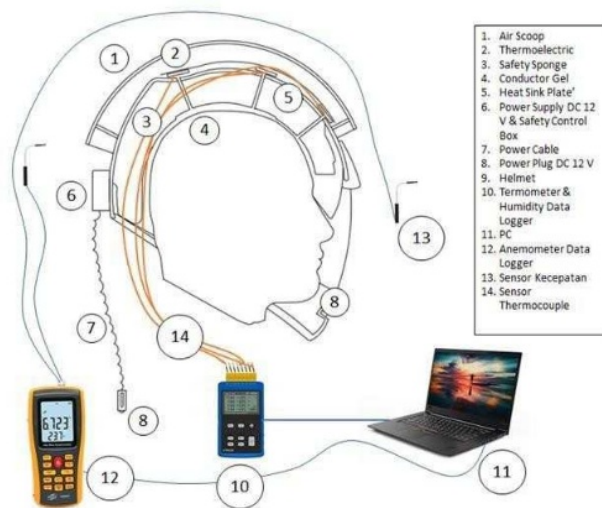 1
2
3
4
5
6
7
8
8
13
14
12
10
11
6.723
237
1. Air Scoop
2. Thermoelectric
3. Safety Sponge
4. Conductor Gel
5. Heat Sink Plate'
6. Power Supply DC 12
V & Safety Control
Box
7. Power Cable
8. Power Plug DC 12 V
9. Helmet
10. Termometer &
Humidity Data
Logger
11. PC
12. Anemometer Data
Logger
13. Sensor Kecepatan
14. Sensor
Thermocouple